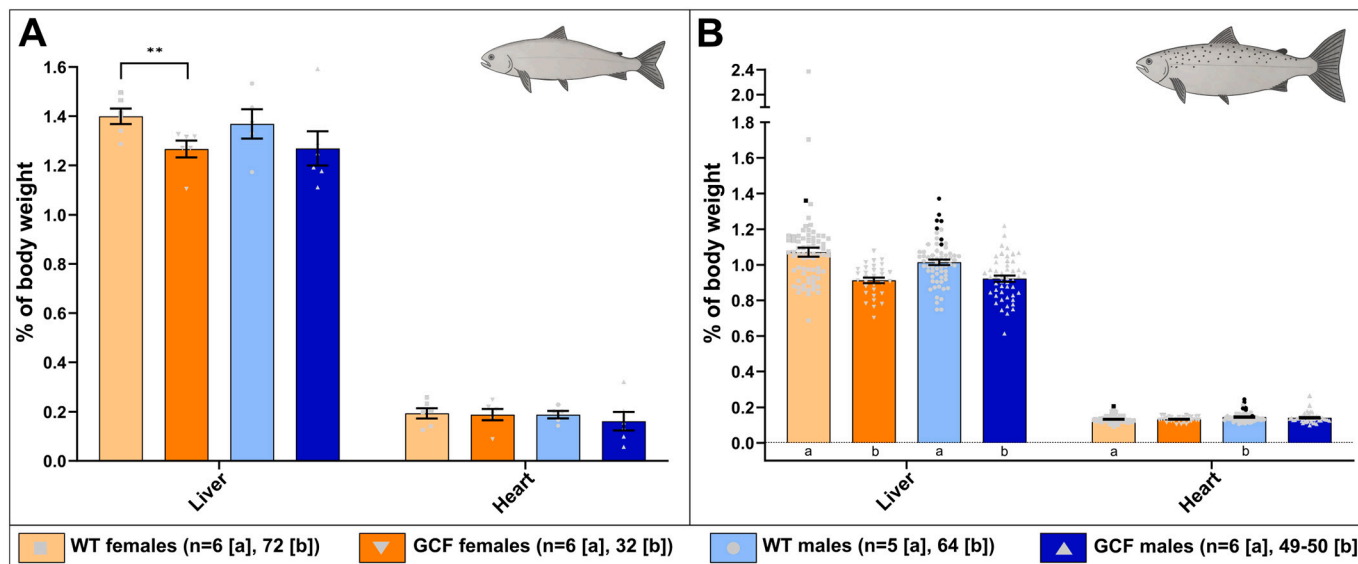 A
**
% of body weight
1.6
1.4
1.2
1.0
0.8
0.6
0.4
0.2
0.0
Liver
Heart
B
% of body weight
2.4
2.0
1.8
1.6
1.4
1.2
1.0
0.8
0.6
0.4
0.2
0.0
a
b
a
b
a
b
Liver
Heart
WT females (n=6 [a], 72 [b])
GCF females (n=6 [a], 32 [b])
WT males (n=5 [a], 64 [b])
GCF males (n=6 [a], 49-50 [b]